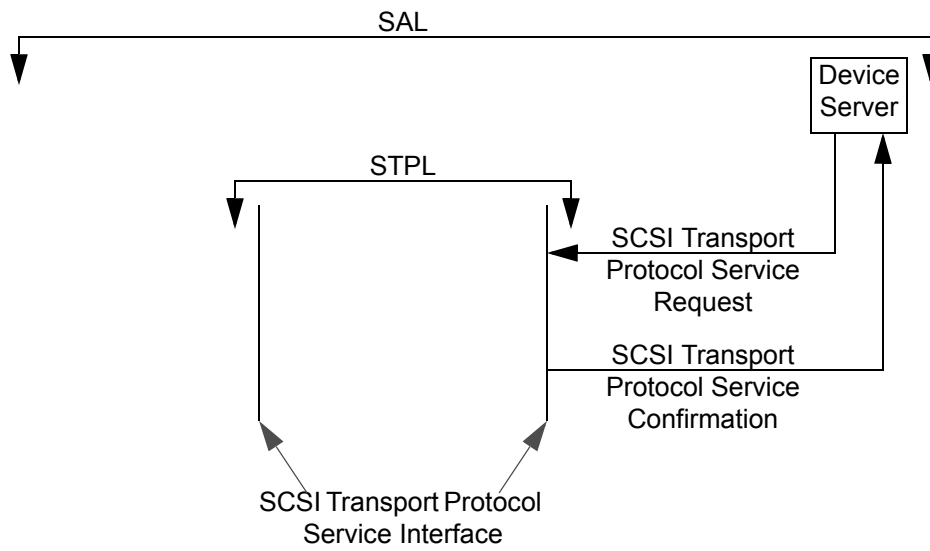 SAL
Device
Server
STPL
SCSI Transport
Protocol Service
Request
SCSI Transport
Protocol Service
Confirmation
SCSI Transport Protocol
Service Interface